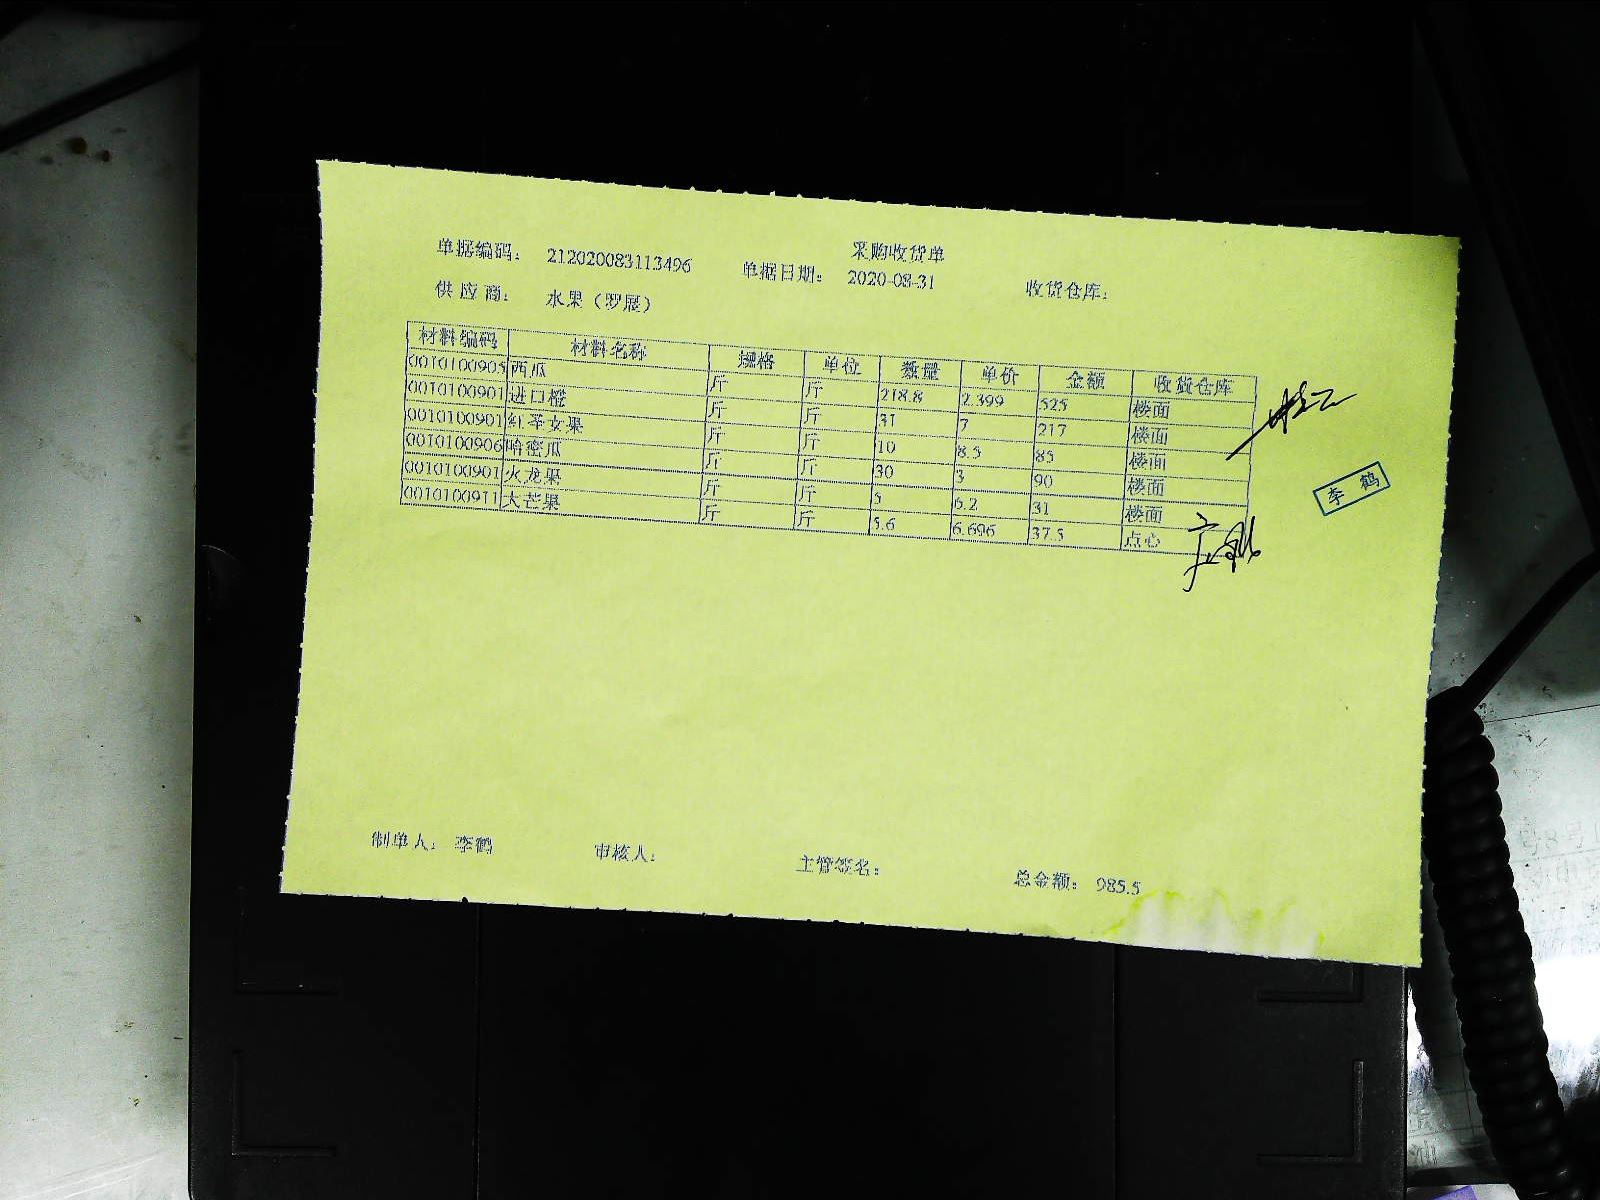 采购收货单
单据编码： 212020083113496 单据日期： 2020-08-31 收货仓库：
供应商： 水果（罗展）
材料编码 材料名称 规格 单位 数量 单价 金额 收货仓库
0010100905 西瓜 斤 斤 218.8 2.399 525 楼面
0010100901 进口橙 斤 斤 31 7 217 楼面
0010100901 红圣女果 斤 斤 10 8.5 85 楼面
0010100906 哈密瓜 斤 斤 30 3 90 楼面
0010100901 火龙果 斤 斤 5 6.2 31 楼面
0010100911 大芒果 斤 斤 5.6 6.696 37.5 点心
李鹤
制单人： 李鹤 审核人： 主管签名： 总金额： 985.5